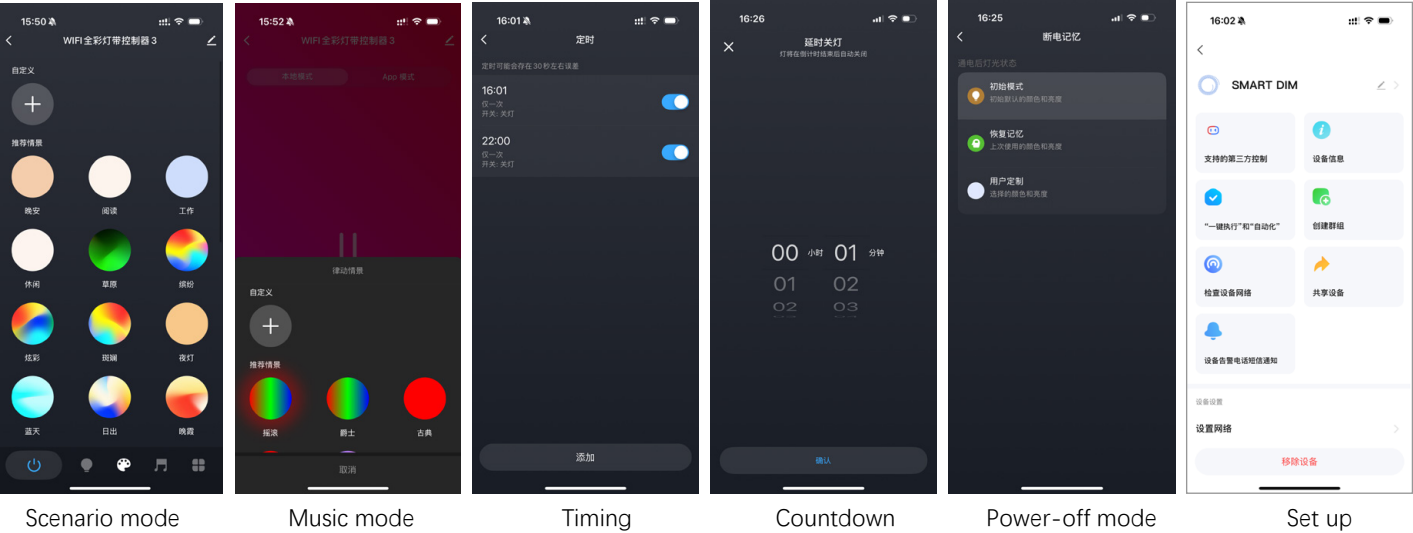 15:50
WIFI全彩灯带控制器3
自定义
推荐情景
晚安
阅读
工作
休闲
草原
缤纷
炫彩
斑斓
夜灯
蓝天
日出
晚霞
Scenario mode
15:52
WIFI全彩灯带控制器3
本地模式
App 模式
律动情景
自定义
推荐情景
摇滚
爵士
古典
取消
Music mode
16:01
定时
定时可能会存在30秒左右误差
16:01
仅一次
开关: 关灯
22:00
仅一次
开关: 关灯
添加
Timing
16:26
延时关灯
灯将在倒计时结束后自动关闭
00 小时 01 分钟
01 02
02 03
确认
Countdown
16:25
断电记忆
通电后灯光状态
初始模式
初始默认的颜色和亮度
恢复记忆
上次使用的颜色和亮度
用户定制
选择的颜色和亮度
Power-off mode
16:02
SMART DIM
支持的第三方控制
设备信息
“一键执行”和“自动化”
创建群组
检查设备网络
共享设备
设备告警电话短信通知
设备设置
设置网络
移除设备
Set up